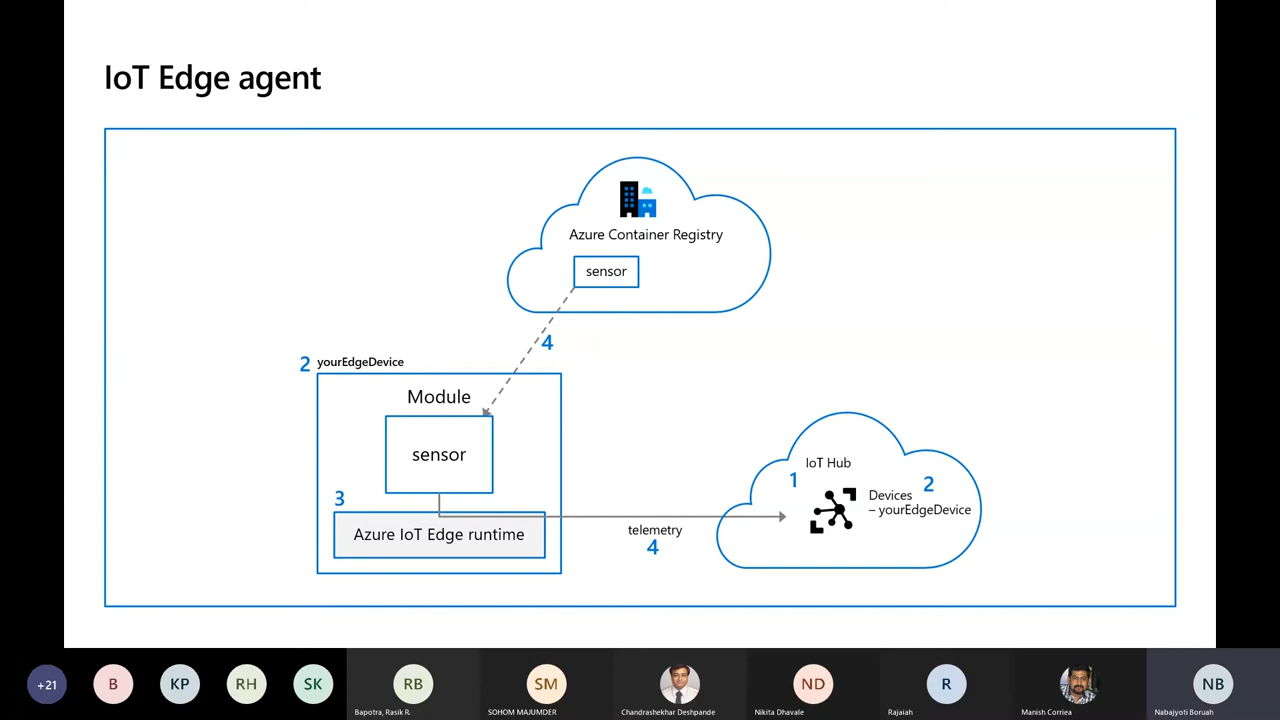 IoT Edge agent
Azure Container Registry
sensor
4
2 yourEdgeDevice
Module
sensor
3
Azure IoT Edge runtime
telemetry
4
IoT Hub
1
2
Devices
– yourEdgeDevice
+21
B
KP
RH
SK
RB
SM
ND
R
NB
Bapotra, Rasik R.
SOHOM MAJUMDER
Chandrashekhar Deshpande
Nikita Dhavale
Rajaiah
Manish Corriea
Nabajyoti Boruah